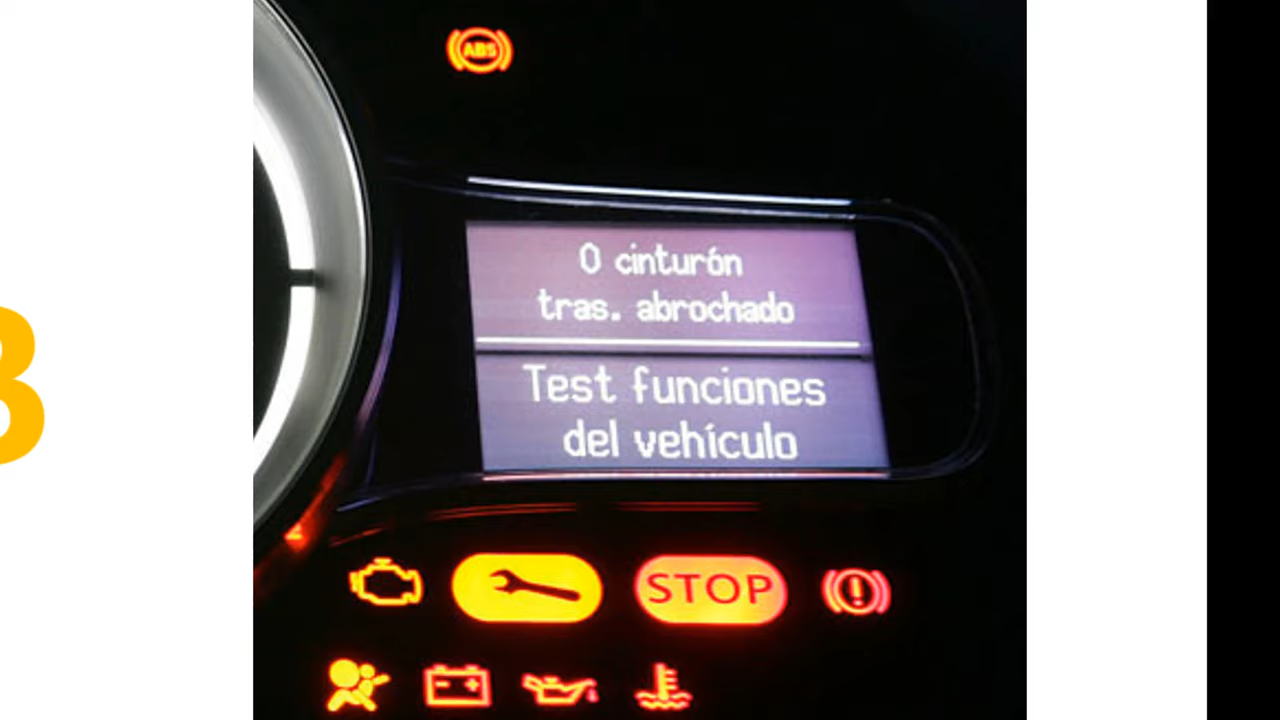 ABS
0 cinturón
tras. abrochado
Test funciones
del vehículo
STOP